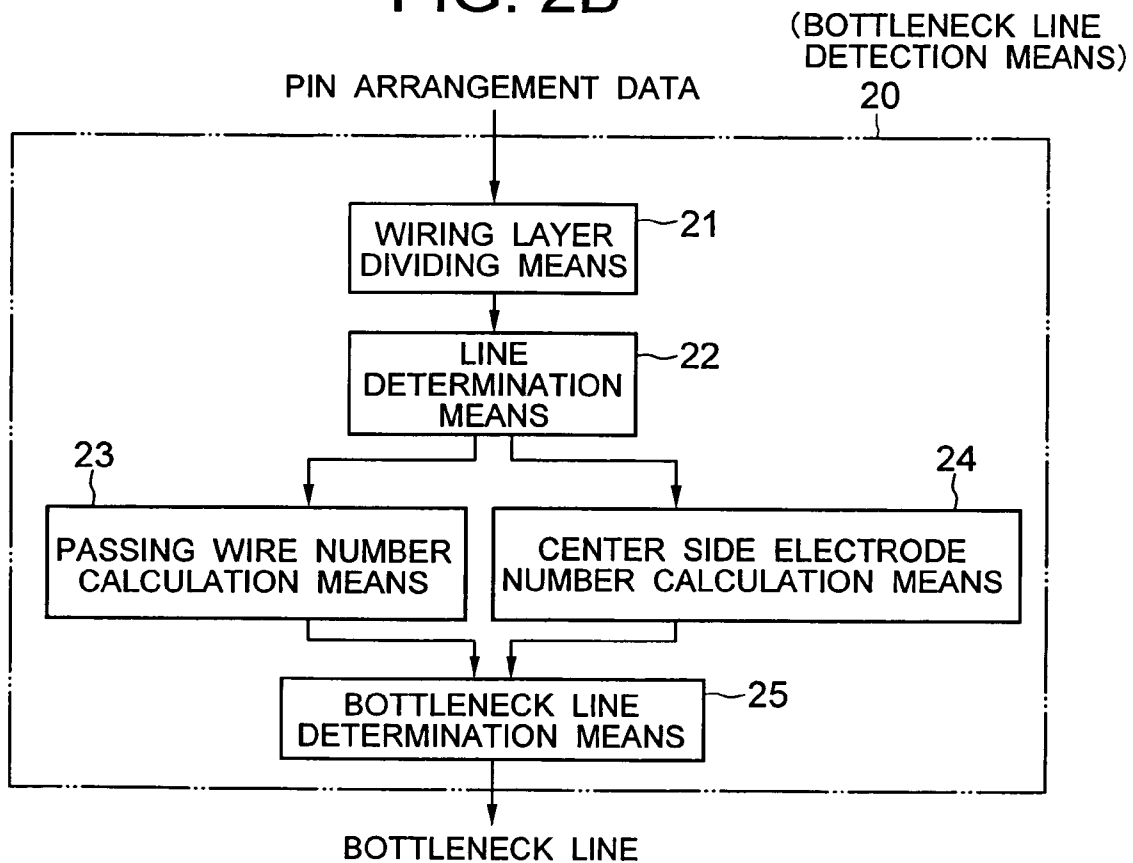 FIG. 2B
(BOTTLENECK LINE
DETECTION MEANS)
20
PIN ARRANGEMENT DATA
WIRING LAYER
DIVIDING MEANS
21
LINE
DETERMINATION
MEANS
22
23
24
PASSING WIRE NUMBER
CALCULATION MEANS
CENTER SIDE ELECTRODE
NUMBER CALCULATION MEANS
BOTTLENECK LINE
DETERMINATION MEANS
25
BOTTLENECK LINE